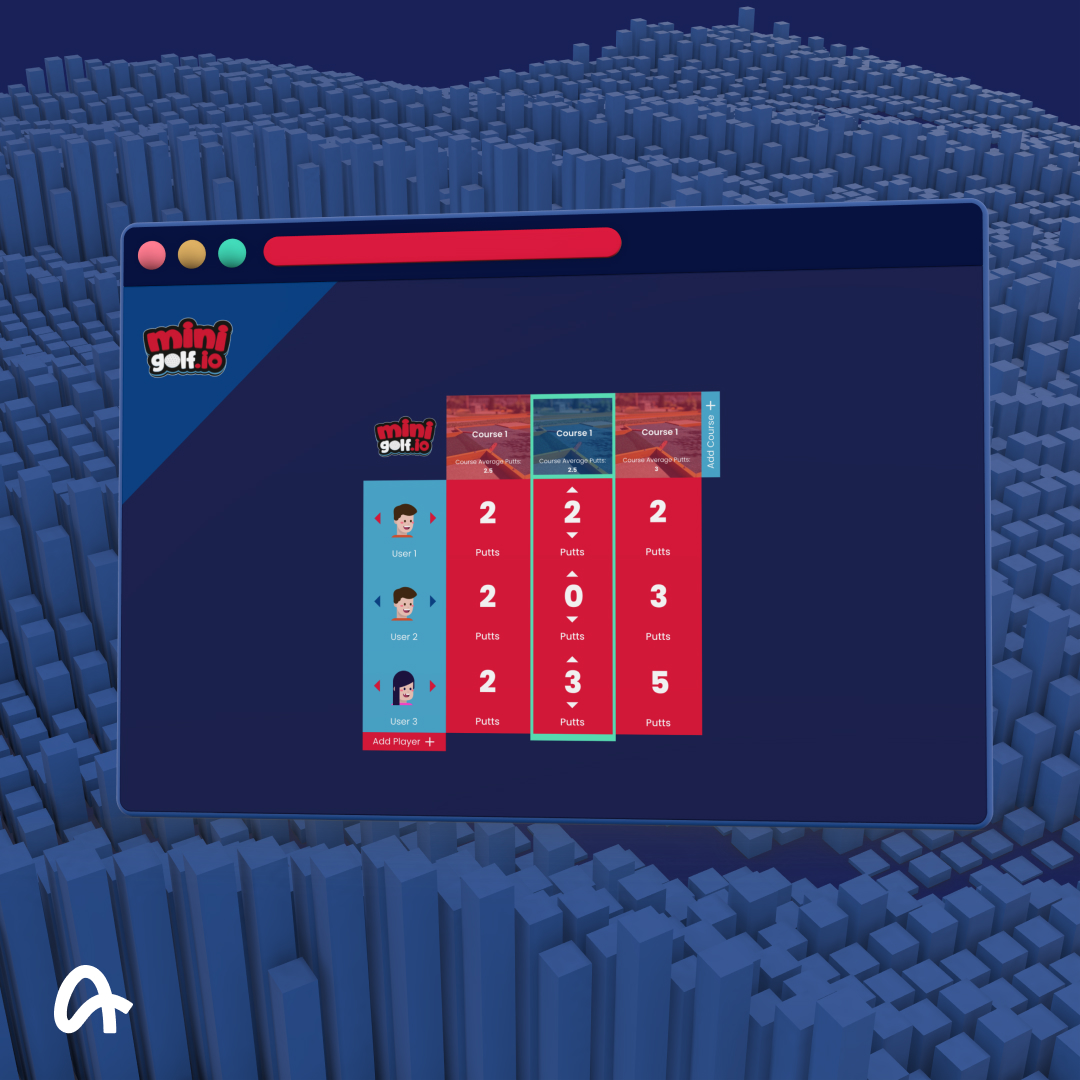 mini
golf.io
mini
golf.io
Course 1
Course Average Putts:
2.5
Course 1
Course Average Putts:
2.5
Course 1
Course Average Putts:
3
Add Course +
User 1
2
Putts
2
Putts
2
Putts
User 2
2
Putts
0
Putts
3
Putts
User 3
2
Putts
3
Putts
5
Putts
Add Player +